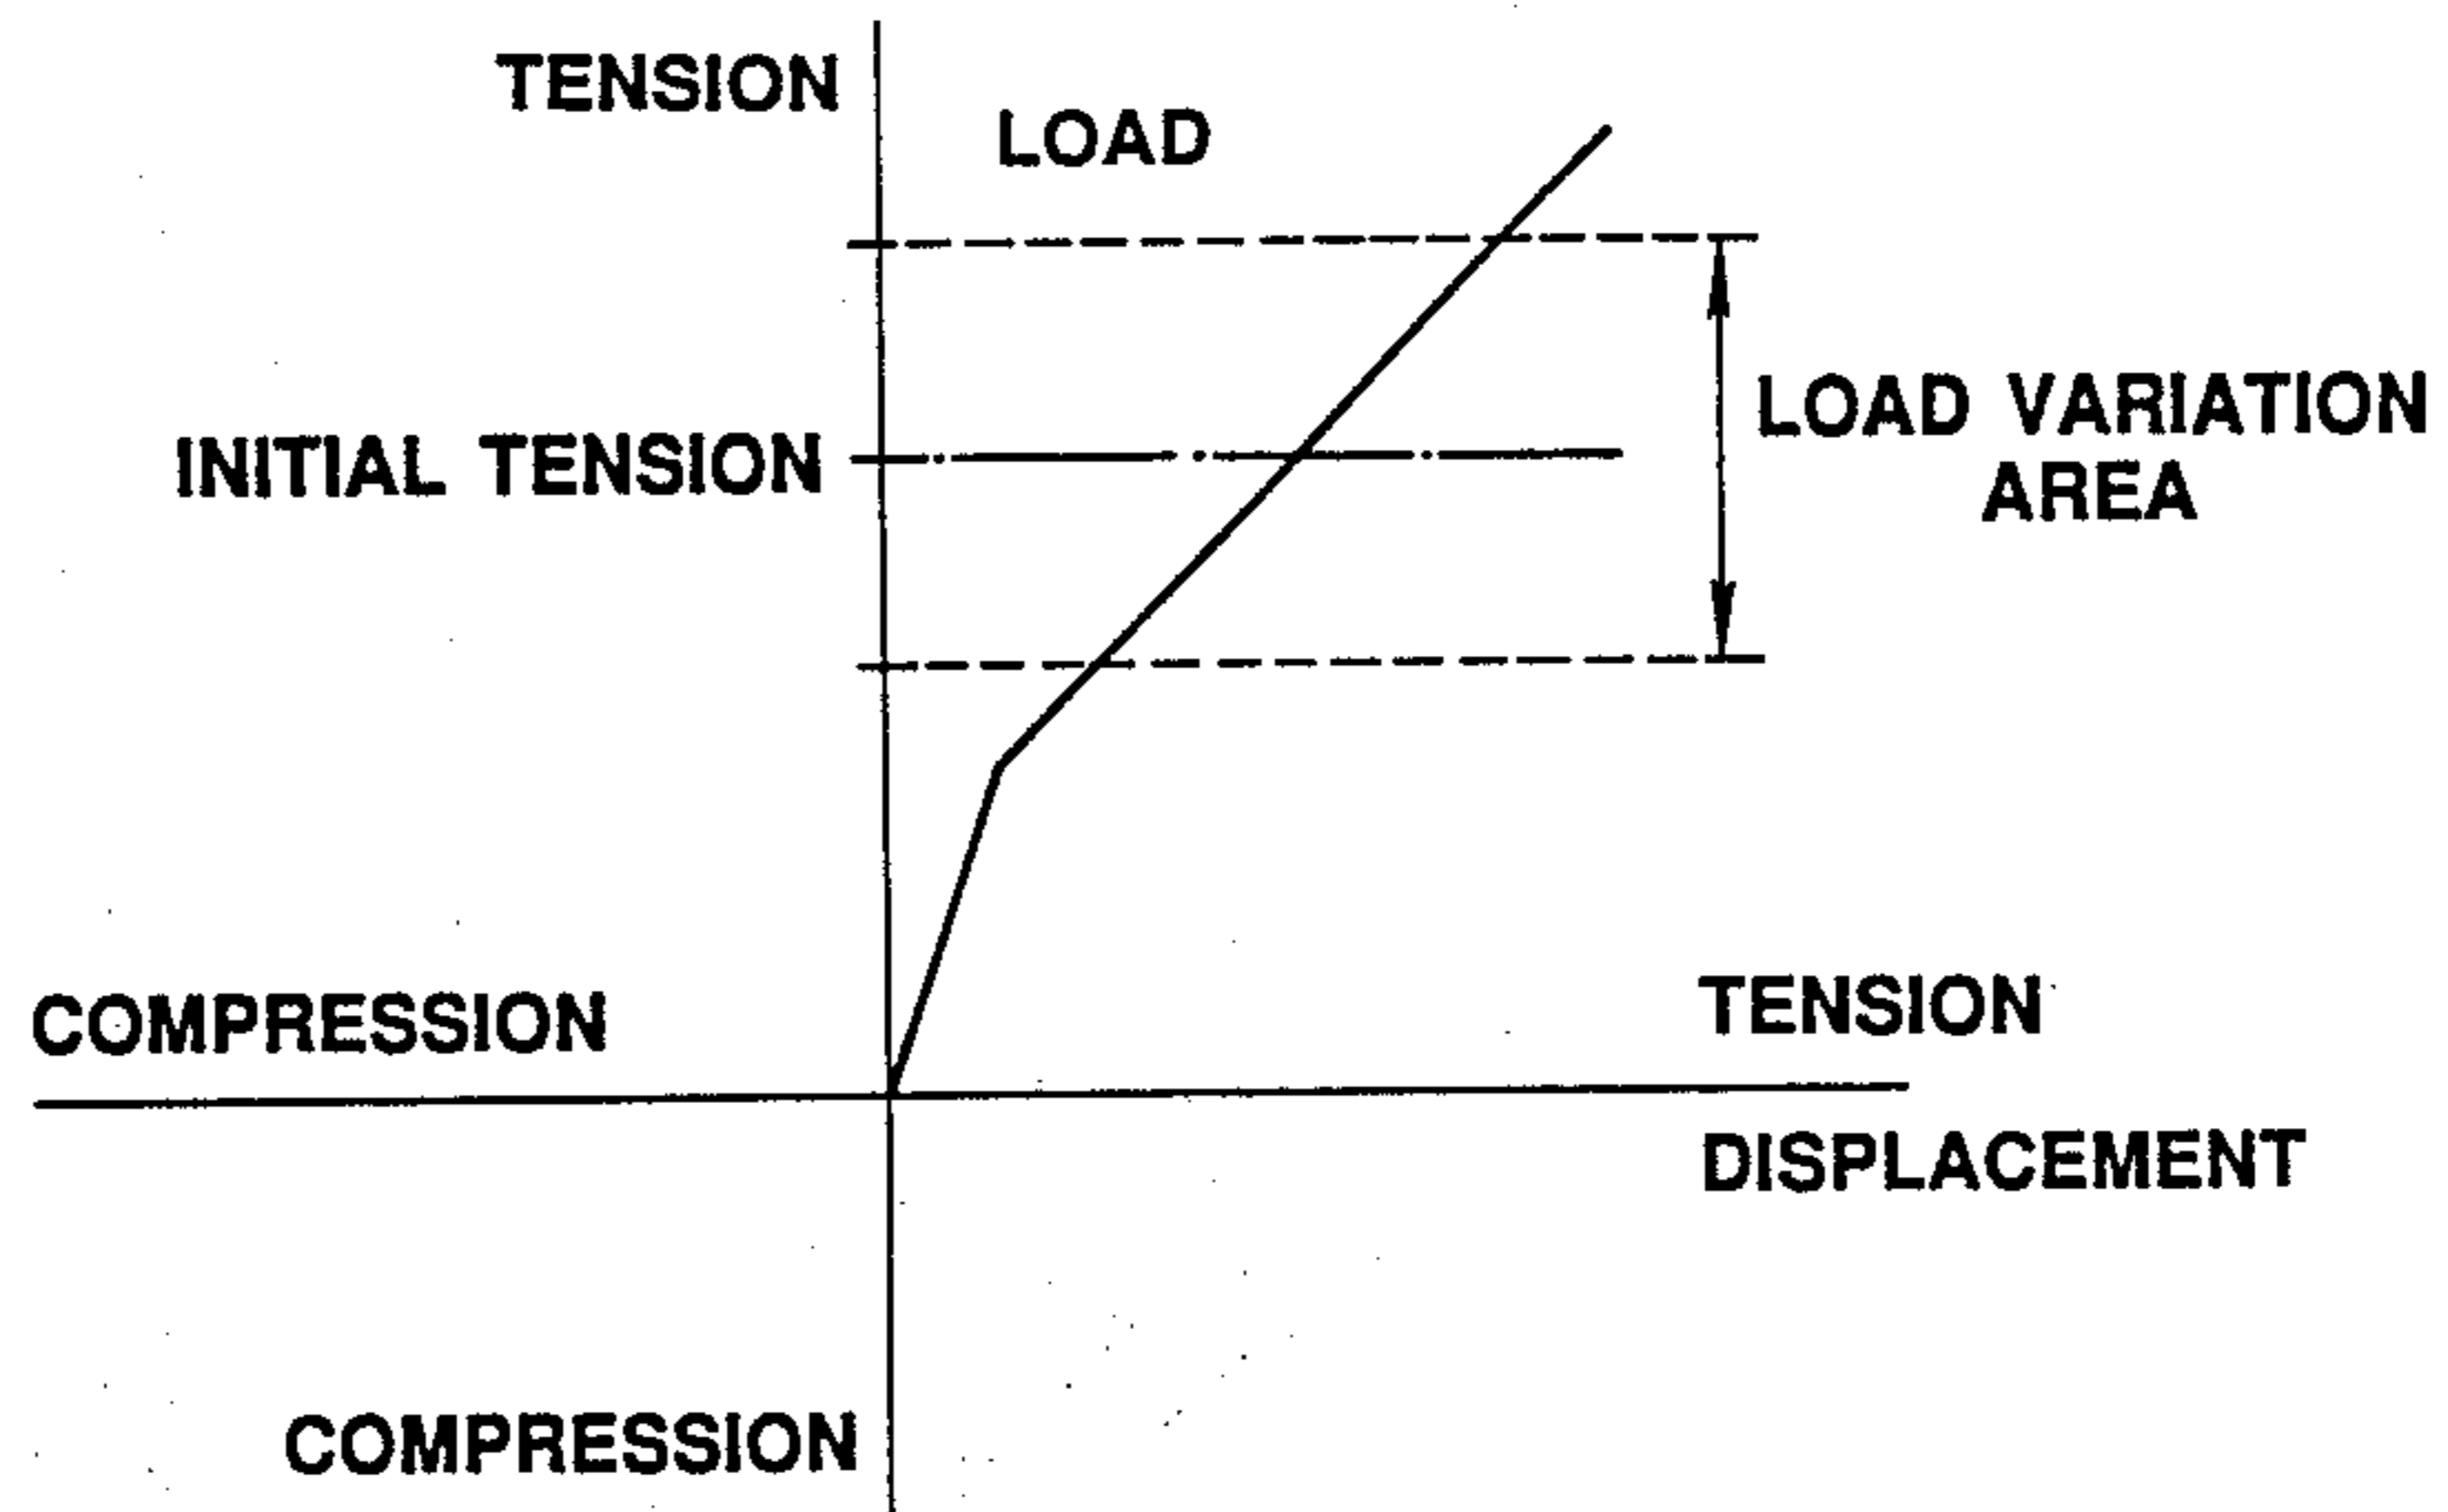 TENSION
LOAD
INITIAL TENSION
LOAD VARIATION
AREA
COMPRESSION
TENSION
DISPLACEMENT
COMPRESSION